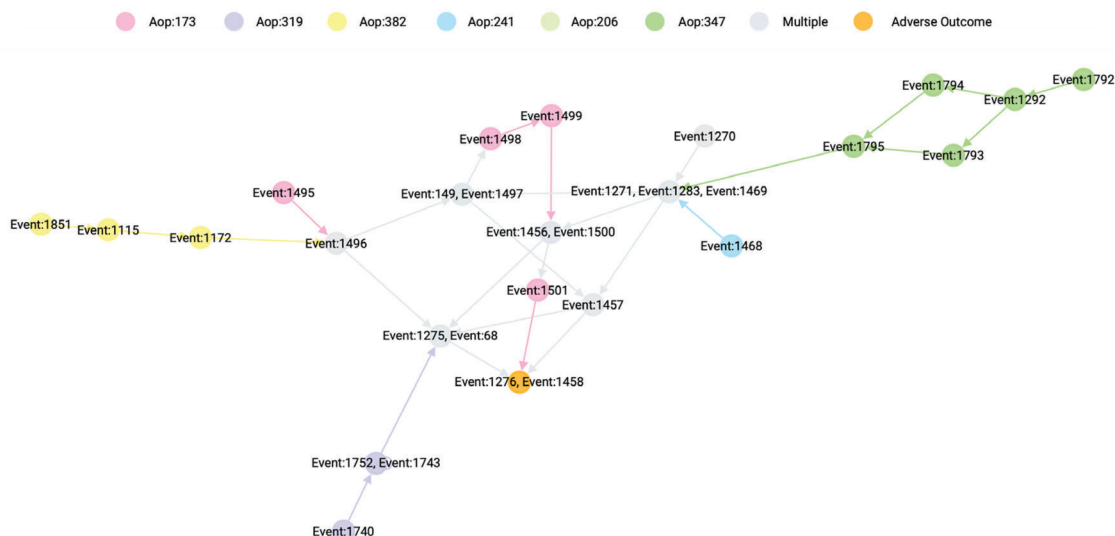 Aop:173 Aop:319 Aop:382 Aop:241 Aop:206 Aop:347 Multiple Adverse Outcome
Event:1792
Event:1794
Event:1292
Event:1499
Event:1498
Event:1270
Event:1795
Event:1793
Event:1495
Event:149, Event:1497
Event:1271, Event:1283, Event:1469
Event:1851
Event:1115
Event:1172
Event:1496
Event:1456, Event:1500
Event:1468
Event:1501
Event:1457
Event:1275, Event:68
Event:1276, Event:1458
Event:1752, Event:1743
Event:1740